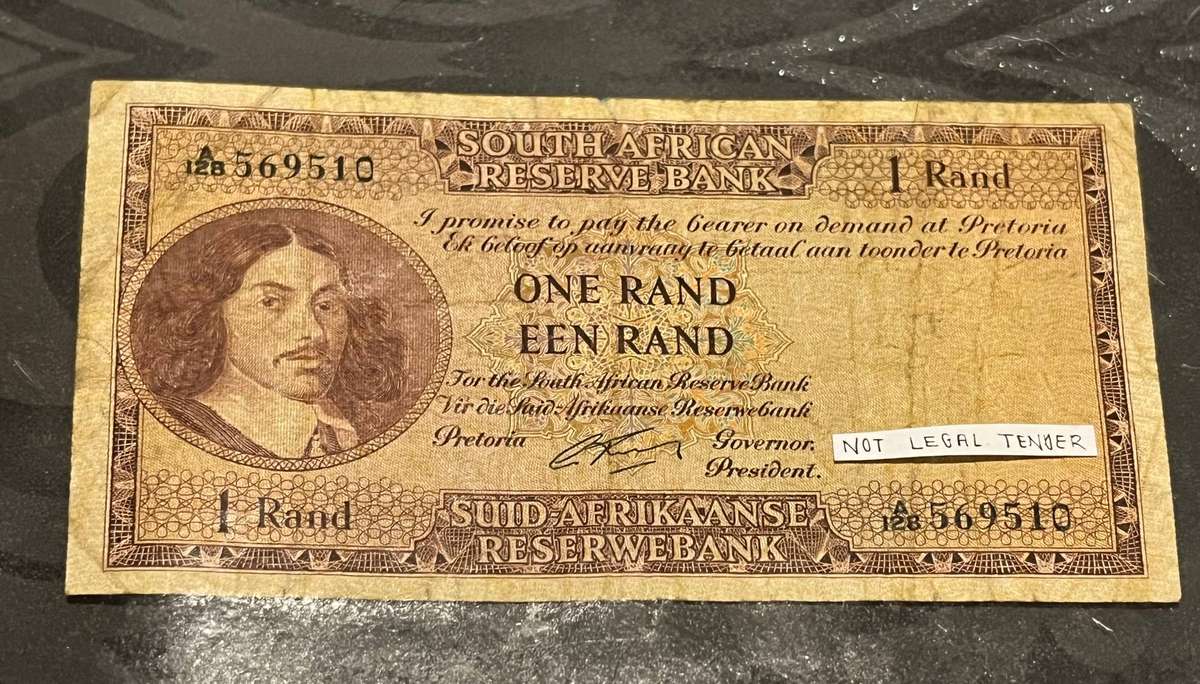 SOUTH AFRICAN
RESERVE BANK
A/128 569510
1 Rand
I promise to pay the bearer on demand at Pretoria
Ek beloof op aanvraag te betaal aan toonder te Pretoria
ONE RAND
EEN RAND
For the South African Reserve Bank
Vir die Suid-Afrikaanse Reserwebank
Pretoria
Governor.
President.
NOT LEGAL TENDER
1 Rand
SUID-AFRIKAANSE
RESERWEBANK
A/128 569510